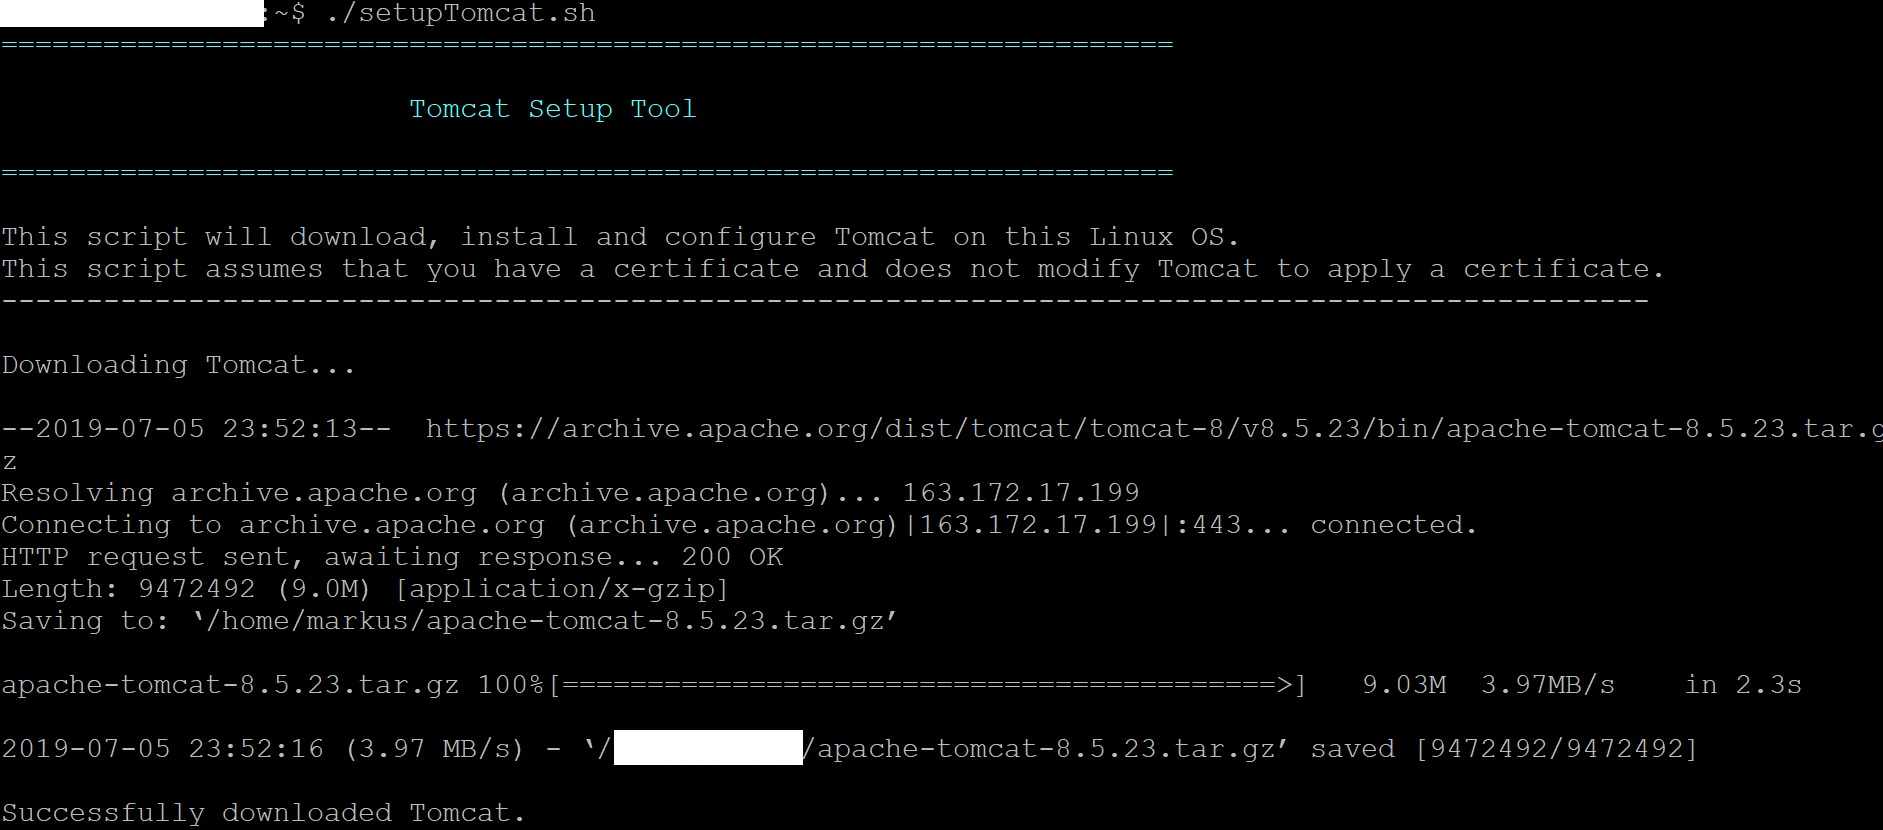 :~$ ./setupTomcat.sh
=====================================================================
Tomcat Setup Tool
=====================================================================
This script will download, install and configure Tomcat on this Linux OS.
This script assumes that you have a certificate and does not modify Tomcat to apply a certificate.
-------------------------------------------------------------------------------------------------
Downloading Tomcat...
--2019-07-05 23:52:13--  https://archive.apache.org/dist/tomcat/tomcat-8/v8.5.23/bin/apache-tomcat-8.5.23.tar.g
z
Resolving archive.apache.org (archive.apache.org)... 163.172.17.199
Connecting to archive.apache.org (archive.apache.org)|163.172.17.199|:443... connected.
HTTP request sent, awaiting response... 200 OK
Length: 9472492 (9.0M) [application/x-gzip]
Saving to: ‘/home/markus/apache-tomcat-8.5.23.tar.gz’
apache-tomcat-8.5.23.tar.gz 100%[==========================================>]   9.03M  3.97MB/s    in 2.3s
2019-07-05 23:52:16 (3.97 MB/s) - ‘/ /apache-tomcat-8.5.23.tar.gz’ saved [9472492/9472492]
Successfully downloaded Tomcat.